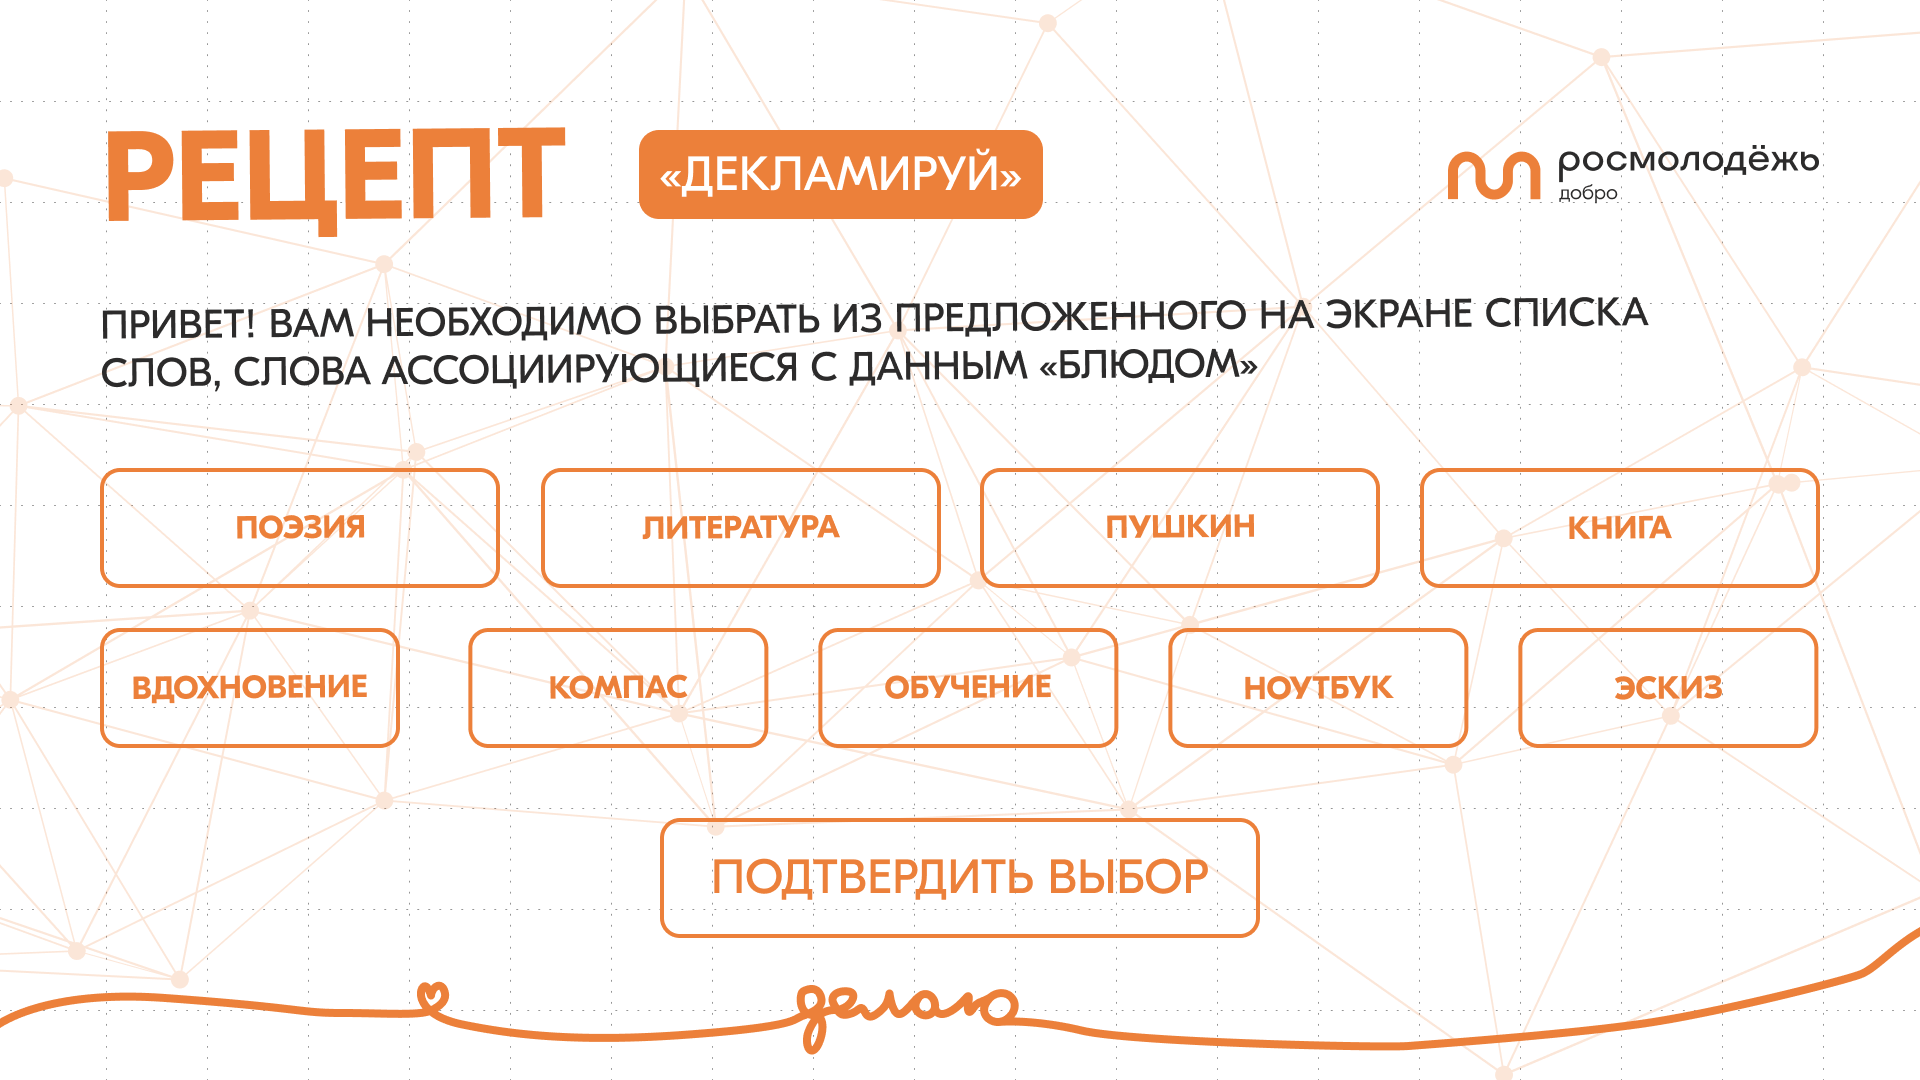 РЕЦЕПТ
«ДЕКЛАМИРУЙ»
росмолодёжь
добро
ПРИВЕТ! ВАМ НЕОБХОДИМО ВЫБРАТЬ ИЗ ПРЕДЛОЖЕННОГО НА ЭКРАНЕ СПИСКА
СЛОВ, СЛОВА АССОЦИИРУЮЩИЕСЯ С ДАННЫМ «БЛЮДОМ»
ПОЭЗИЯ
ЛИТЕРАТУРА
ПУШКИН
КНИГА
ВДОХНОВЕНИЕ
КОМПАС
ОБУЧЕНИЕ
НОУТБУК
ЭСКИЗ
ПОДТВЕРДИТЬ ВЫБОР
делаю